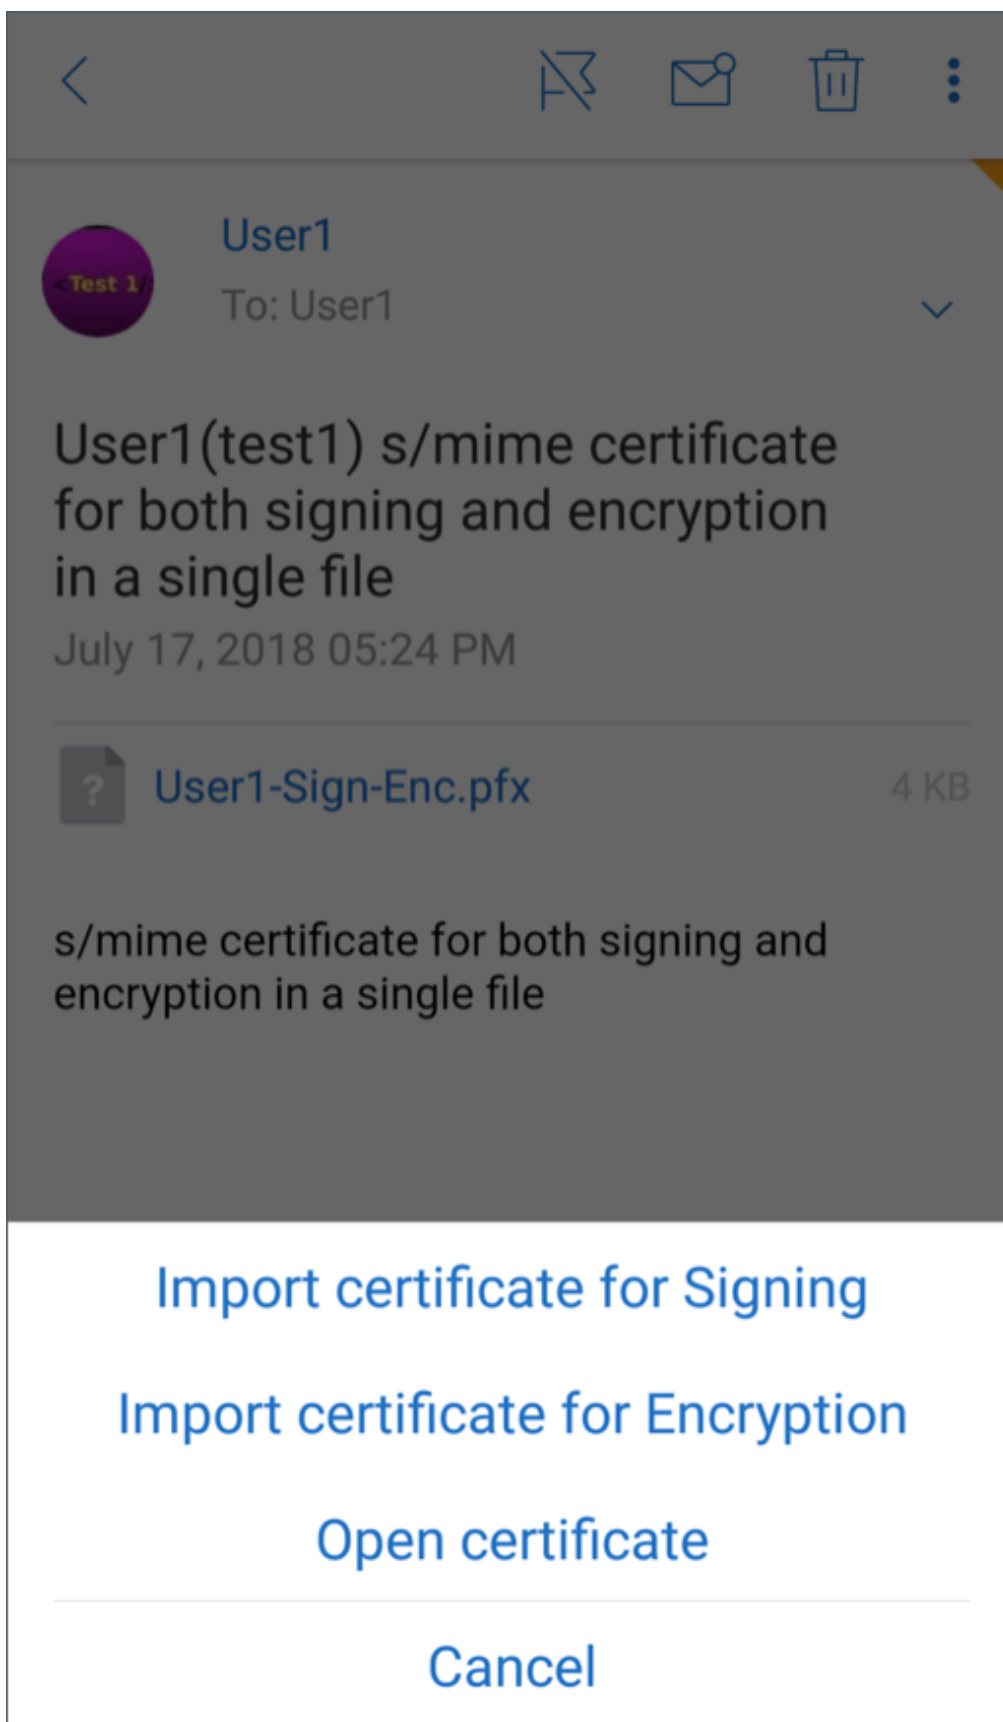 User1
<Test 1/
To: User1
User1(test1) s/mime certificate
for both signing and encryption
in a single file
July 17, 2018 05:24 PM
?
User1-Sign-Enc.pfx
4 KB
s/mime certificate for both signing and
encryption in a single file
Import certificate for Signing
Import certificate for Encryption
Open certificate
Cancel